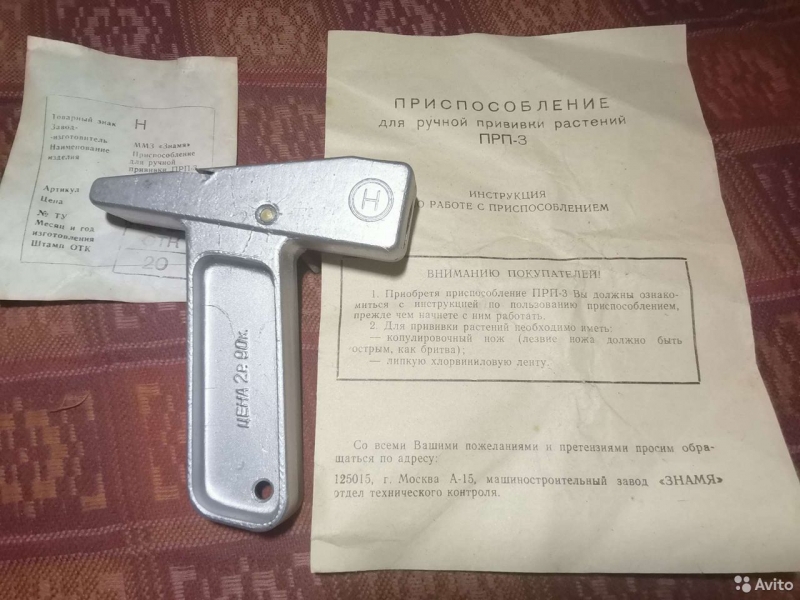 Товарный знак Н
Завод-
изготовитель ММЗ «Знамя»
Наименование Приспособление
изделия для ручной
прививки ПРП-3
Артикул
Цена
№ ТУ
Месяц и год
изготовления
Штамп ОТК
ОТК
20
Н
ЦЕНА 2Р. 90к.
ПРИСПОСОБЛЕНИЕ
для ручной прививки растений
ПРП-3
ИНСТРУКЦИЯ
ПО РАБОТЕ С ПРИСПОСОБЛЕНИЕМ
ВНИМАНИЮ ПОКУПАТЕЛЕЙ!
1. Приобретя приспособление ПРП-3 Вы должны ознако-
миться с инструкцией по пользованию приспособлением,
прежде чем начнете с ним работать.
2. Для прививки растений необходимо иметь:
— копулировочный нож (лезвие ножа должно быть
острым, как бритва);
— липкую хлорвиниловую ленту.
Со всеми Вашими пожеланиями и претензиями просим обра-
щаться по адресу:
125015, г. Москва А-15, машиностроительный завод «ЗНАМЯ»
отдел технического контроля.
Avito